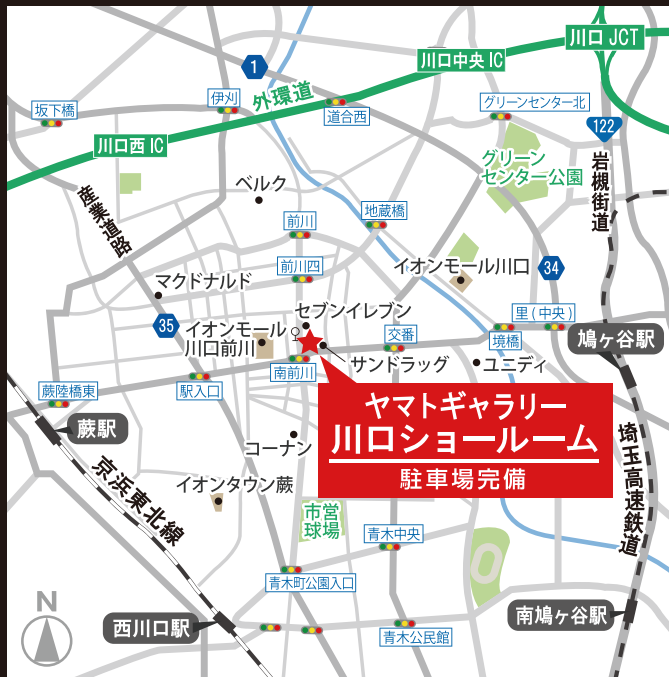 川口 JCT
川口中央 IC
1
外環道
伊刈
道合西
坂下橋
グリーンセンター北
122
川口西 IC
グリーン
センター公園
岩槻街道
ベルク
産業道路
地蔵橋
前川
前川四
イオンモール川口
34
マクドナルド
セブンイレブン
里(中央)
35
イオンモール
川口前川
交番
境橋
鳩ヶ谷駅
サンドラッグ
ユニディ
南前川
駅入口
蕨陸橋東
ヤマトギャラリー
川口ショールーム
駐車場完備
蕨駅
コーナン
京浜東北線
イオンタウン蕨
埼玉高速鉄道
市営
球場
青木中央
青木町公園入口
N
西川口駅
青木公民館
南鳩ヶ谷駅